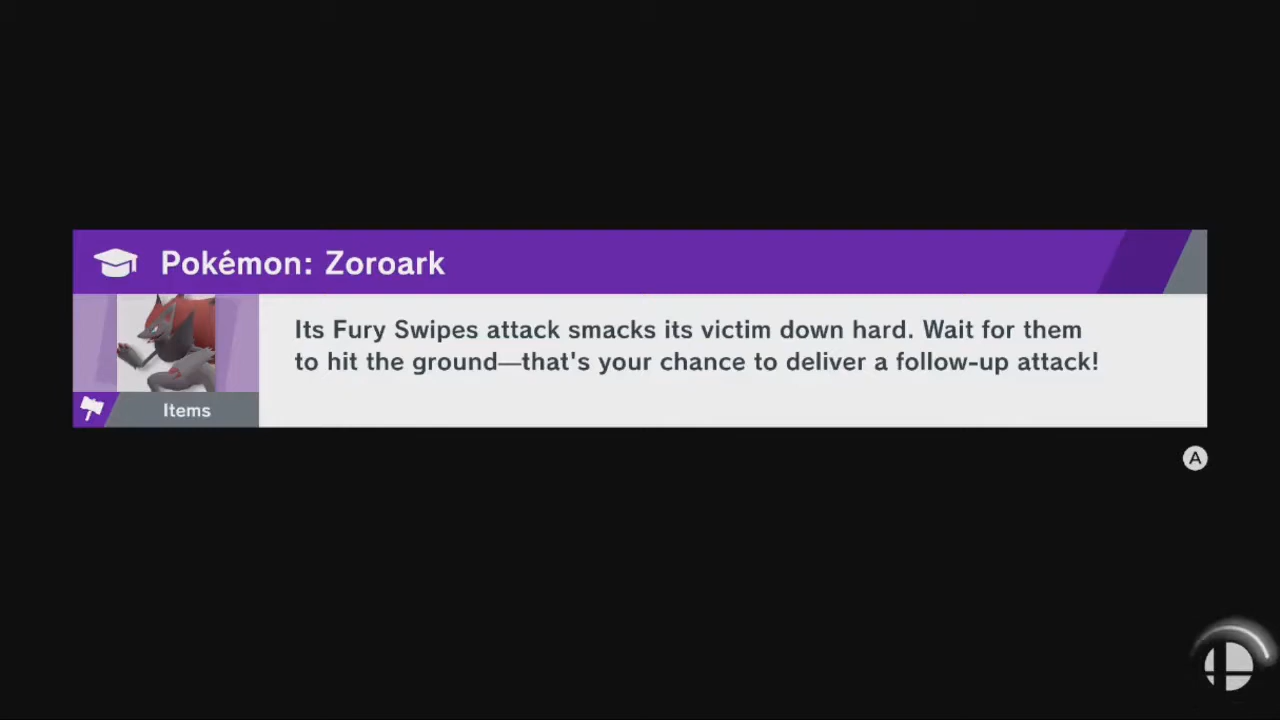 Pokémon: Zoroark
Its Fury Swipes attack smacks its victim down hard. Wait for them
to hit the ground—that's your chance to deliver a follow-up attack!
Items
A